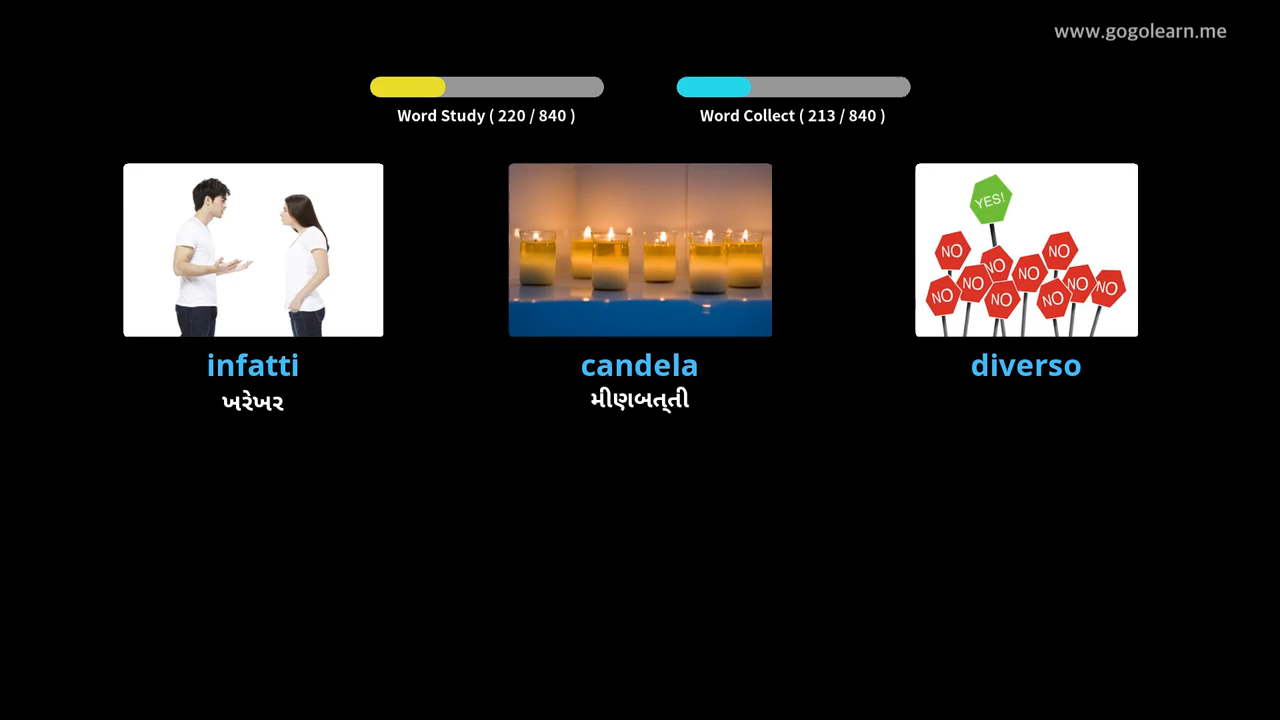 www.gogolearn.me
Word Study ( 220 / 840 )
Word Collect ( 213 / 840 )
YES!
NO
NO
NO
NO
NO
NO
NO
NO
NO
NO
infatti
candela
diverso
ખરેખર
મીણબત્તી